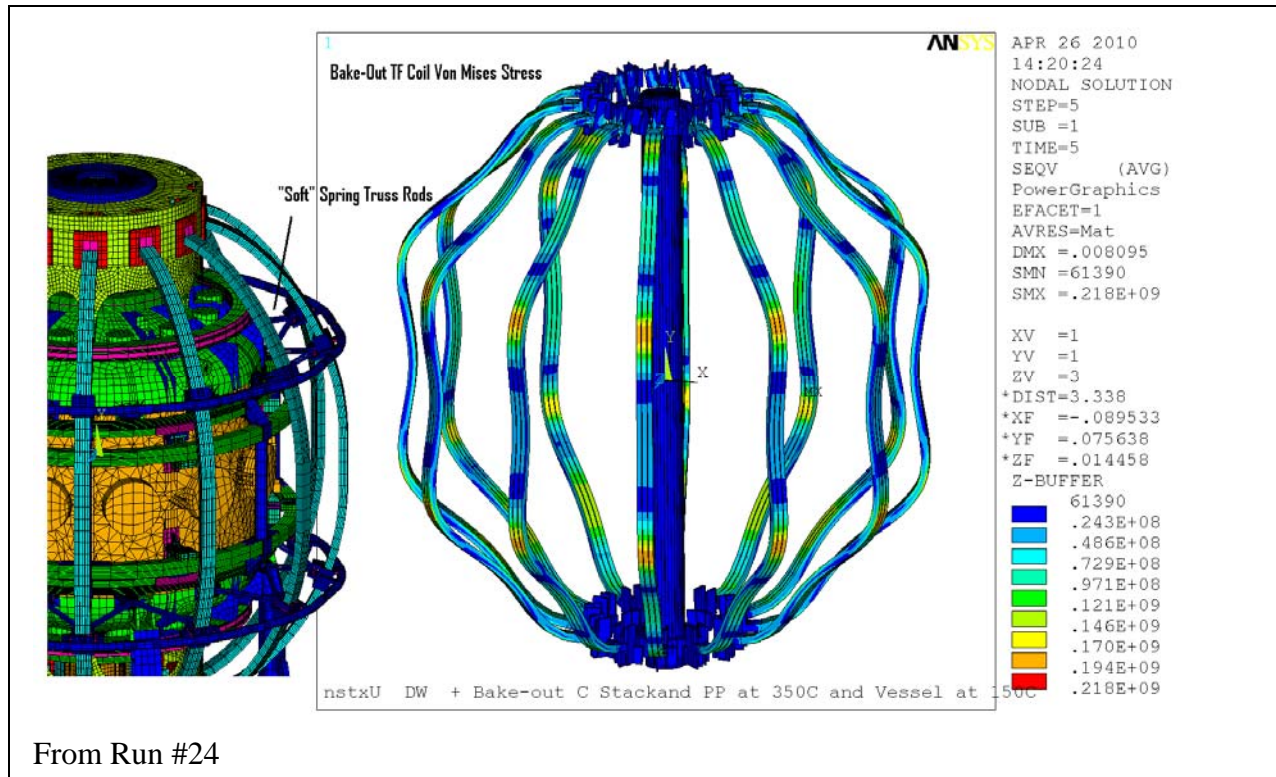 1
ANSYS
Bake-Out TF Coil Von Mises Stress
"Soft" Spring Truss Rods
Y
X
MX
Y
nstxU DW + Bake-out C Stackand PP at 350C and Vessel at 150C
APR 26 2010
14:20:24
NODAL SOLUTION
STEP=5
SUB =1
TIME=5
SEQV (AVG)
PowerGraphics
EFACET=1
AVRES=Mat
DMX =.008095
SMN =61390
SMX =.218E+09
XV =1
YV =1
ZV =3
*DIST=3.338
*XF =-.089533
*YF =.075638
*ZF =.014458
Z-BUFFER
61390
.243E+08
.486E+08
.729E+08
.971E+08
.121E+09
.146E+09
.170E+09
.194E+09
.218E+09
From Run #24